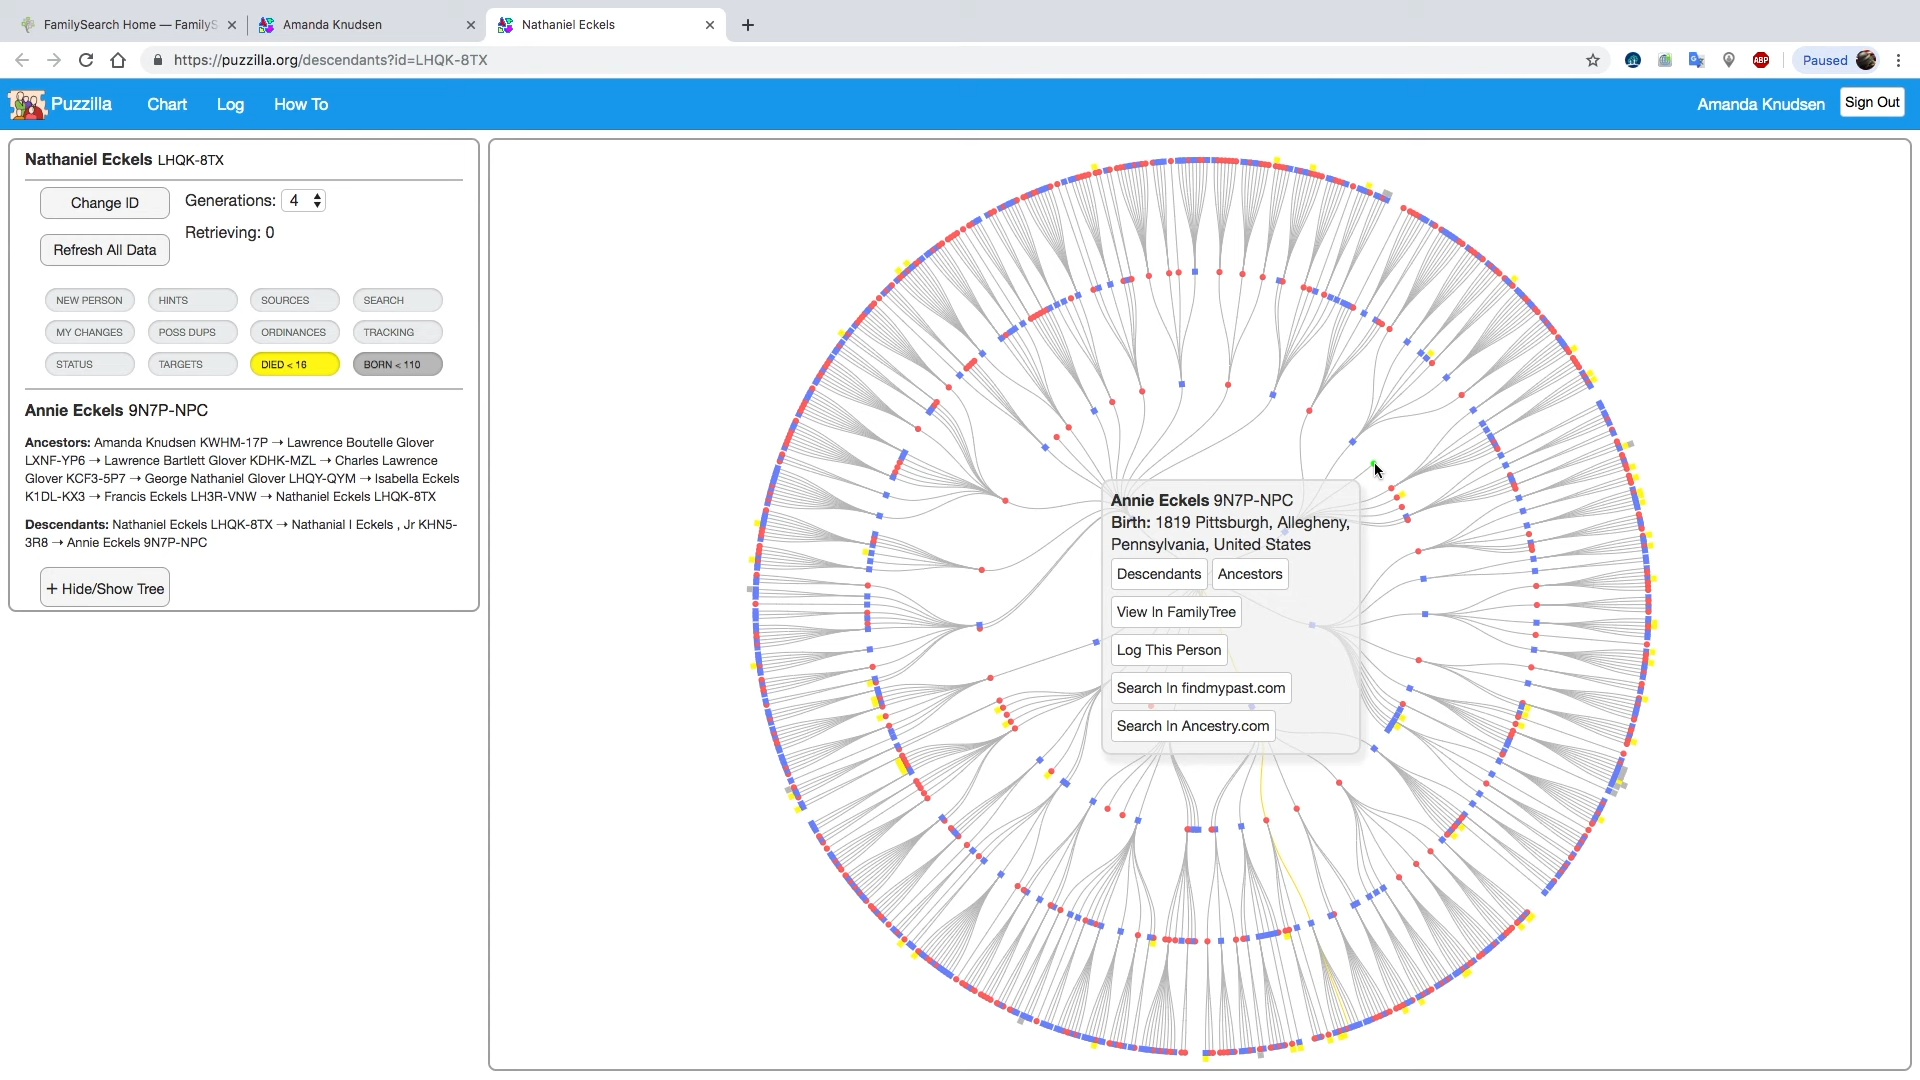 FamilySearch Home — FamilyS
Amanda Knudsen
Nathaniel Eckels
https://puzzilla.org/descendants?id=LHQK-8TX
ABP
Paused
Puzzilla
Chart
Log
How To
Amanda Knudsen
Sign Out
Nathaniel Eckels LHQK-8TX
Change ID
Generations: 4
Retrieving: 0
Refresh All Data
NEW PERSON
HINTS
SOURCES
SEARCH
MY CHANGES
POSS DUPS
ORDINANCES
TRACKING
STATUS
TARGETS
DIED < 16
BORN < 110
Annie Eckels 9N7P-NPC
Ancestors: Amanda Knudsen KWHM-17P → Lawrence Boutelle Glover
LXNF-YP6 → Lawrence Bartlett Glover KDHK-MZL → Charles Lawrence
Glover KCF3-5P7 → George Nathaniel Glover LHQY-QYM → Isabella Eckels
K1DL-KX3 → Francis Eckels LH3R-VNW → Nathaniel Eckels LHQK-8TX
Descendants: Nathaniel Eckels LHQK-8TX → Nathanial I Eckels , Jr KHN5-
3R8 → Annie Eckels 9N7P-NPC
+ Hide/Show Tree
Annie Eckels 9N7P-NPC
Birth: 1819 Pittsburgh, Allegheny,
Pennsylvania, United States
Descendants
Ancestors
View In FamilyTree
Log This Person
Search In findmypast.com
Search In Ancestry.com